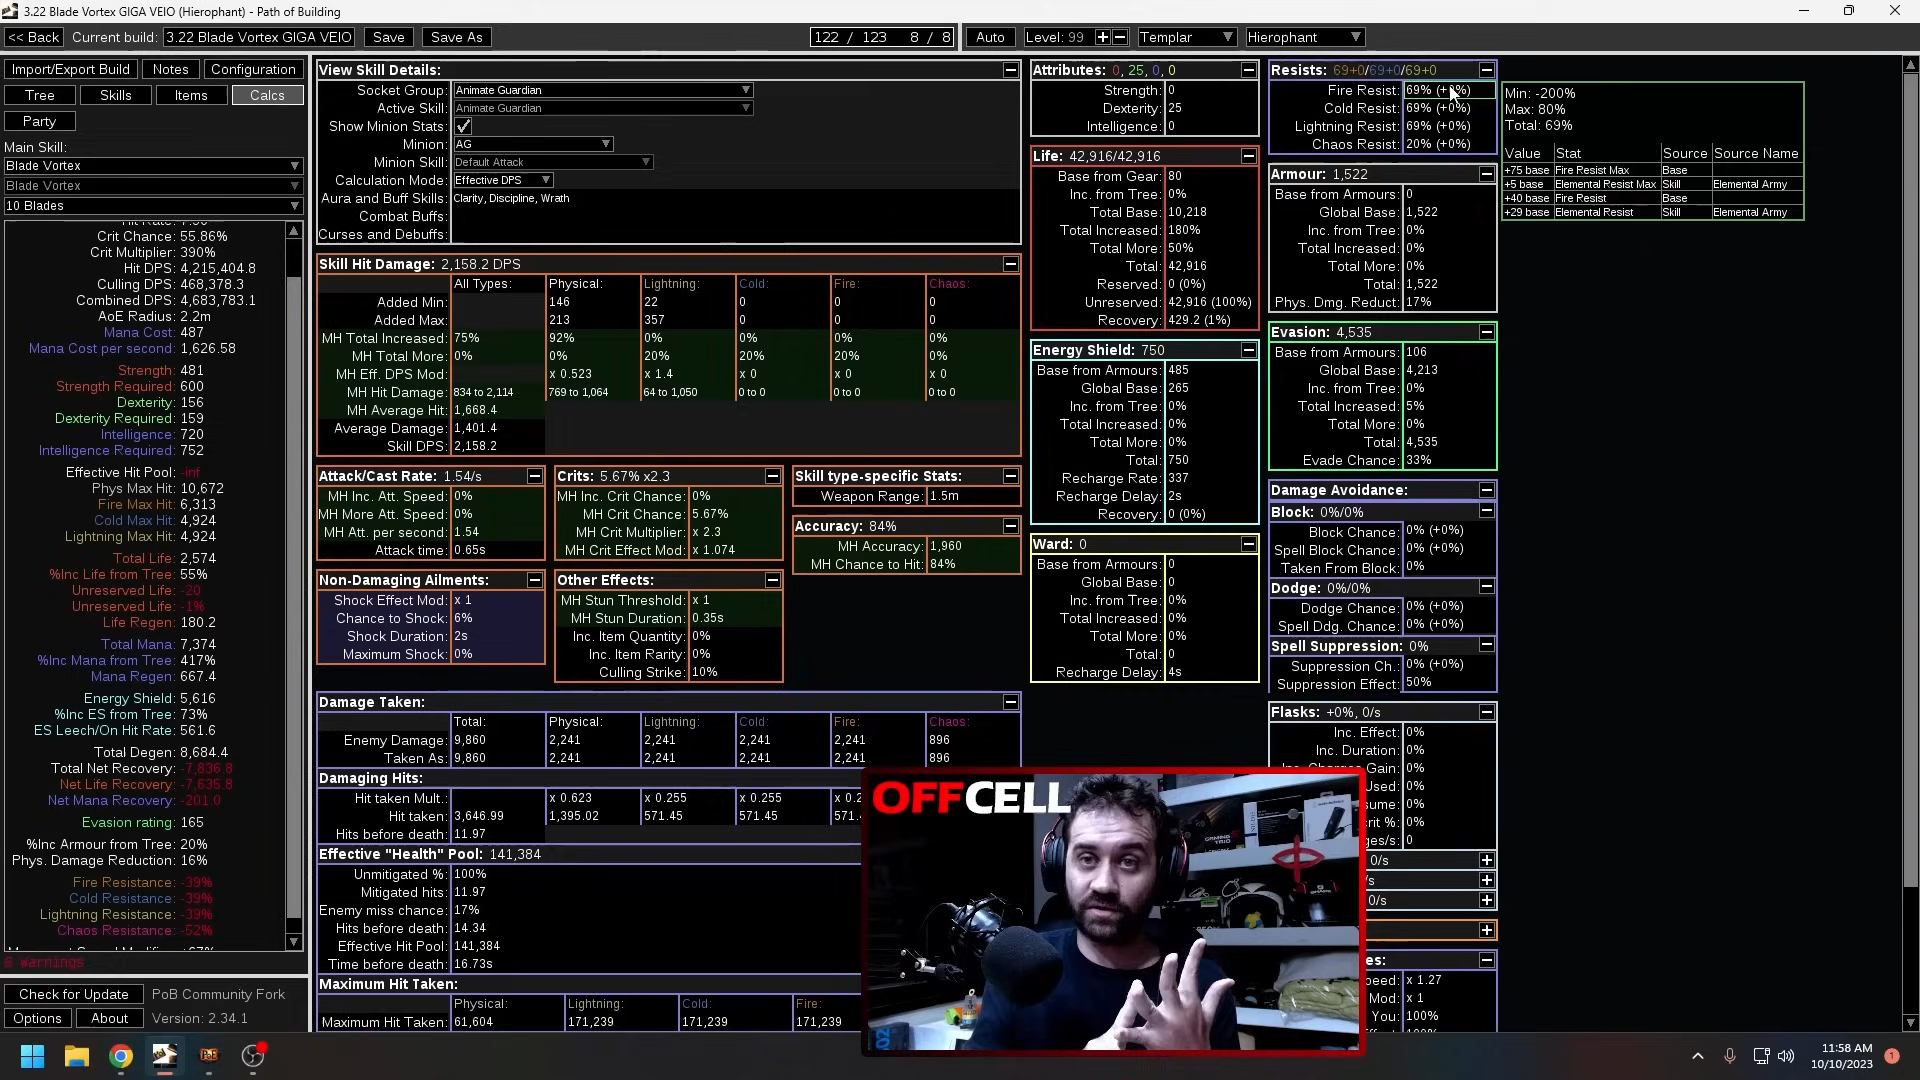 3.22 Blade Vortex GIGA VEIO (Hierophant) - Path of Building
<< Back Current build: 3.22 Blade Vortex GIGA VEIO Save Save As 122 / 123 8 / 8 Auto Level: 99 + - Templar Hierophant
Import/Export Build Notes Configuration
Tree Skills Items Calcs
Party
Main Skill:
Blade Vortex
Blade Vortex
10 Blades
Crit Chance: 55.86%
Crit Multiplier: 390%
Hit DPS: 4,215,404.8
Culling DPS: 468,378.3
Combined DPS: 4,683,783.1
AoE Radius: 2.2m
Mana Cost: 487
Mana Cost per second: 1,626.58
Strength: 481
Strength Required: 600
Dexterity: 156
Dexterity Required: 159
Intelligence: 720
Intelligence Required: 752
Effective Hit Pool: -inf
Phys Max Hit: 10,672
Fire Max Hit: 6,313
Cold Max Hit: 4,924
Lightning Max Hit: 4,924
Total Life: 2,574
%Inc Life from Tree: 55%
Unreserved Life: -20
Unreserved Life: -1%
Life Regen: 180.2
Total Mana: 7,374
%Inc Mana from Tree: 417%
Mana Regen: 667.4
Energy Shield: 5,616
%Inc ES from Tree: 73%
ES Leech/On Hit Rate: 561.6
Total Degen: 8,684.4
Total Net Recovery: -7,836.8
Net Life Recovery: -7,635.8
Net Mana Recovery: -201.0
Evasion rating: 165
%Inc Armour from Tree: 20%
Phys. Damage Reduction: 16%
Fire Resistance: -39%
Cold Resistance: -39%
Lightning Resistance: -39%
Chaos Resistance: -52%
Warnings
Check for Update PoB Community Fork
Options About Version: 2.34.1
View Skill Details:
Socket Group: Animate Guardian
Active Skill: Animate Guardian
Show Minion Stats:
Minion: AG
Minion Skill: Default Attack
Calculation Mode: Effective DPS
Aura and Buff Skills: Clarity, Discipline, Wrath
Combat Buffs:
Curses and Debuffs:
Skill Hit Damage: 2,158.2 DPS
All Types: Physical: Lightning: Cold: Fire: Chaos:
Added Min: 146 22 0 0 0
Added Max: 213 357 0 0 0
MH Total Increased: 75% 92% 0% 0% 0% 0%
MH Total More: 0% 0% 20% 20% 20% 0%
MH Eff. DPS Mod: x 0.523 x 1.4 x 0 x 0 x 0
MH Hit Damage: 834 to 2,114 769 to 1,064 64 to 1,050 0 to 0 0 to 0 0 to 0
MH Average Hit: 1,668.4
Average Damage: 1,401.4
Skill DPS: 2,158.2
Attack/Cast Rate: 1.54/s
MH Inc. Att. Speed: 0%
MH More Att. Speed: 0%
MH Att. per second: 1.54
Attack time: 0.65s
Crits: 5.67% x2.3
MH Inc. Crit Chance: 0%
MH Crit Chance: 5.67%
MH Crit Multiplier: x 2.3
MH Crit Effect Mod: x 1.074
Skill type-specific Stats:
Weapon Range: 1.5m
Accuracy: 84%
MH Accuracy: 1,960
MH Chance to Hit: 84%
Non-Damaging Ailments:
Shock Effect Mod: x 1
Chance to Shock: 6%
Shock Duration: 2s
Maximum Shock: 0%
Other Effects:
MH Stun Threshold: x 1
MH Stun Duration: 0.35s
Inc. Item Quantity: 0%
Inc. Item Rarity: 0%
Culling Strike: 10%
Damage Taken:
Total: Physical: Lightning: Cold: Fire: Chaos:
Enemy Damage: 9,860 2,241 2,241 2,241 2,241 896
Taken As: 9,860 2,241 2,241 2,241 2,241 896
Damaging Hits:
Hit taken Mult.: x 0.623 x 0.255 x 0.255 x 0.2
Hit taken: 3,646.99 1,395.02 571.45 571.45 571.
Hits before death: 11.97
Effective "Health" Pool: 141,384
Unmitigated %: 100%
Mitigated hits: 11.97
Enemy miss chance: 17%
Hits before death: 14.34
Effective Hit Pool: 141,384
Time before death: 16.73s
Maximum Hit Taken:
Physical: Lightning: Cold: Fire:
Maximum Hit Taken: 61,604 171,239 171,239 171,239
Attributes: 0, 25, 0, 0
Strength: 0
Dexterity: 25
Intelligence: 0
Life: 42,916/42,916
Base from Gear: 80
Inc. from Tree: 0%
Total Base: 10,218
Total Increased: 180%
Total More: 50%
Total: 42,916
Reserved: 0 (0%)
Unreserved: 42,916 (100%)
Recovery: 429.2 (1%)
Energy Shield: 750
Base from Armours: 485
Global Base: 265
Inc. from Tree: 0%
Total Increased: 0%
Total More: 0%
Total: 750
Recharge Rate: 337
Recharge Delay: 2s
Recovery: 0 (0%)
Ward: 0
Base from Armours: 0
Global Base: 0
Inc. from Tree: 0%
Total Increased: 0%
Total More: 0%
Total: 0
Recharge Delay: 4s
Resists: 69+0/69+0/69+0
Fire Resist: 69% (+0%)
Cold Resist: 69% (+0%)
Lightning Resist: 69% (+0%)
Chaos Resist: 20% (+0%)
Armour: 1,522
Base from Armours: 0
Global Base: 1,522
Inc. from Tree: 0%
Total Increased: 0%
Total More: 0%
Total: 1,522
Phys. Dmg. Reduct: 17%
Evasion: 4,535
Base from Armours: 106
Global Base: 4,213
Inc. from Tree: 0%
Total Increased: 5%
Total More: 0%
Total: 4,535
Evade Chance: 33%
Damage Avoidance:
Block: 0%/0%
Block Chance: 0% (+0%)
Spell Block Chance: 0% (+0%)
Taken From Block: 0%
Dodge: 0%/0%
Dodge Chance: 0% (+0%)
Spell Ddg. Chance: 0% (+0%)
Spell Suppression: 0%
Suppression Ch.: 0% (+0%)
Suppression Effect: 50%
Flasks: +0%, 0/s
Inc. Effect: 0%
Inc. Duration: 0%
Inc. Charges Gain: 0%
Used: 0%
sume: 0%
crit %: 0%
ges/s: 0
0/s
/s
0/s
es:
peed: x 1.27
Mod: x 1
You: 100%
Min: -200%
Max: 80%
Total: 69%
Value Stat Source Source Name
+75 base Fire Resist Max Base
+5 base Elemental Resist Max Skill Elemental Army
+40 base Fire Resist Base
+29 base Elemental Resist Skill Elemental Army
OFFCELL
11:58 AM
10/10/2023
1